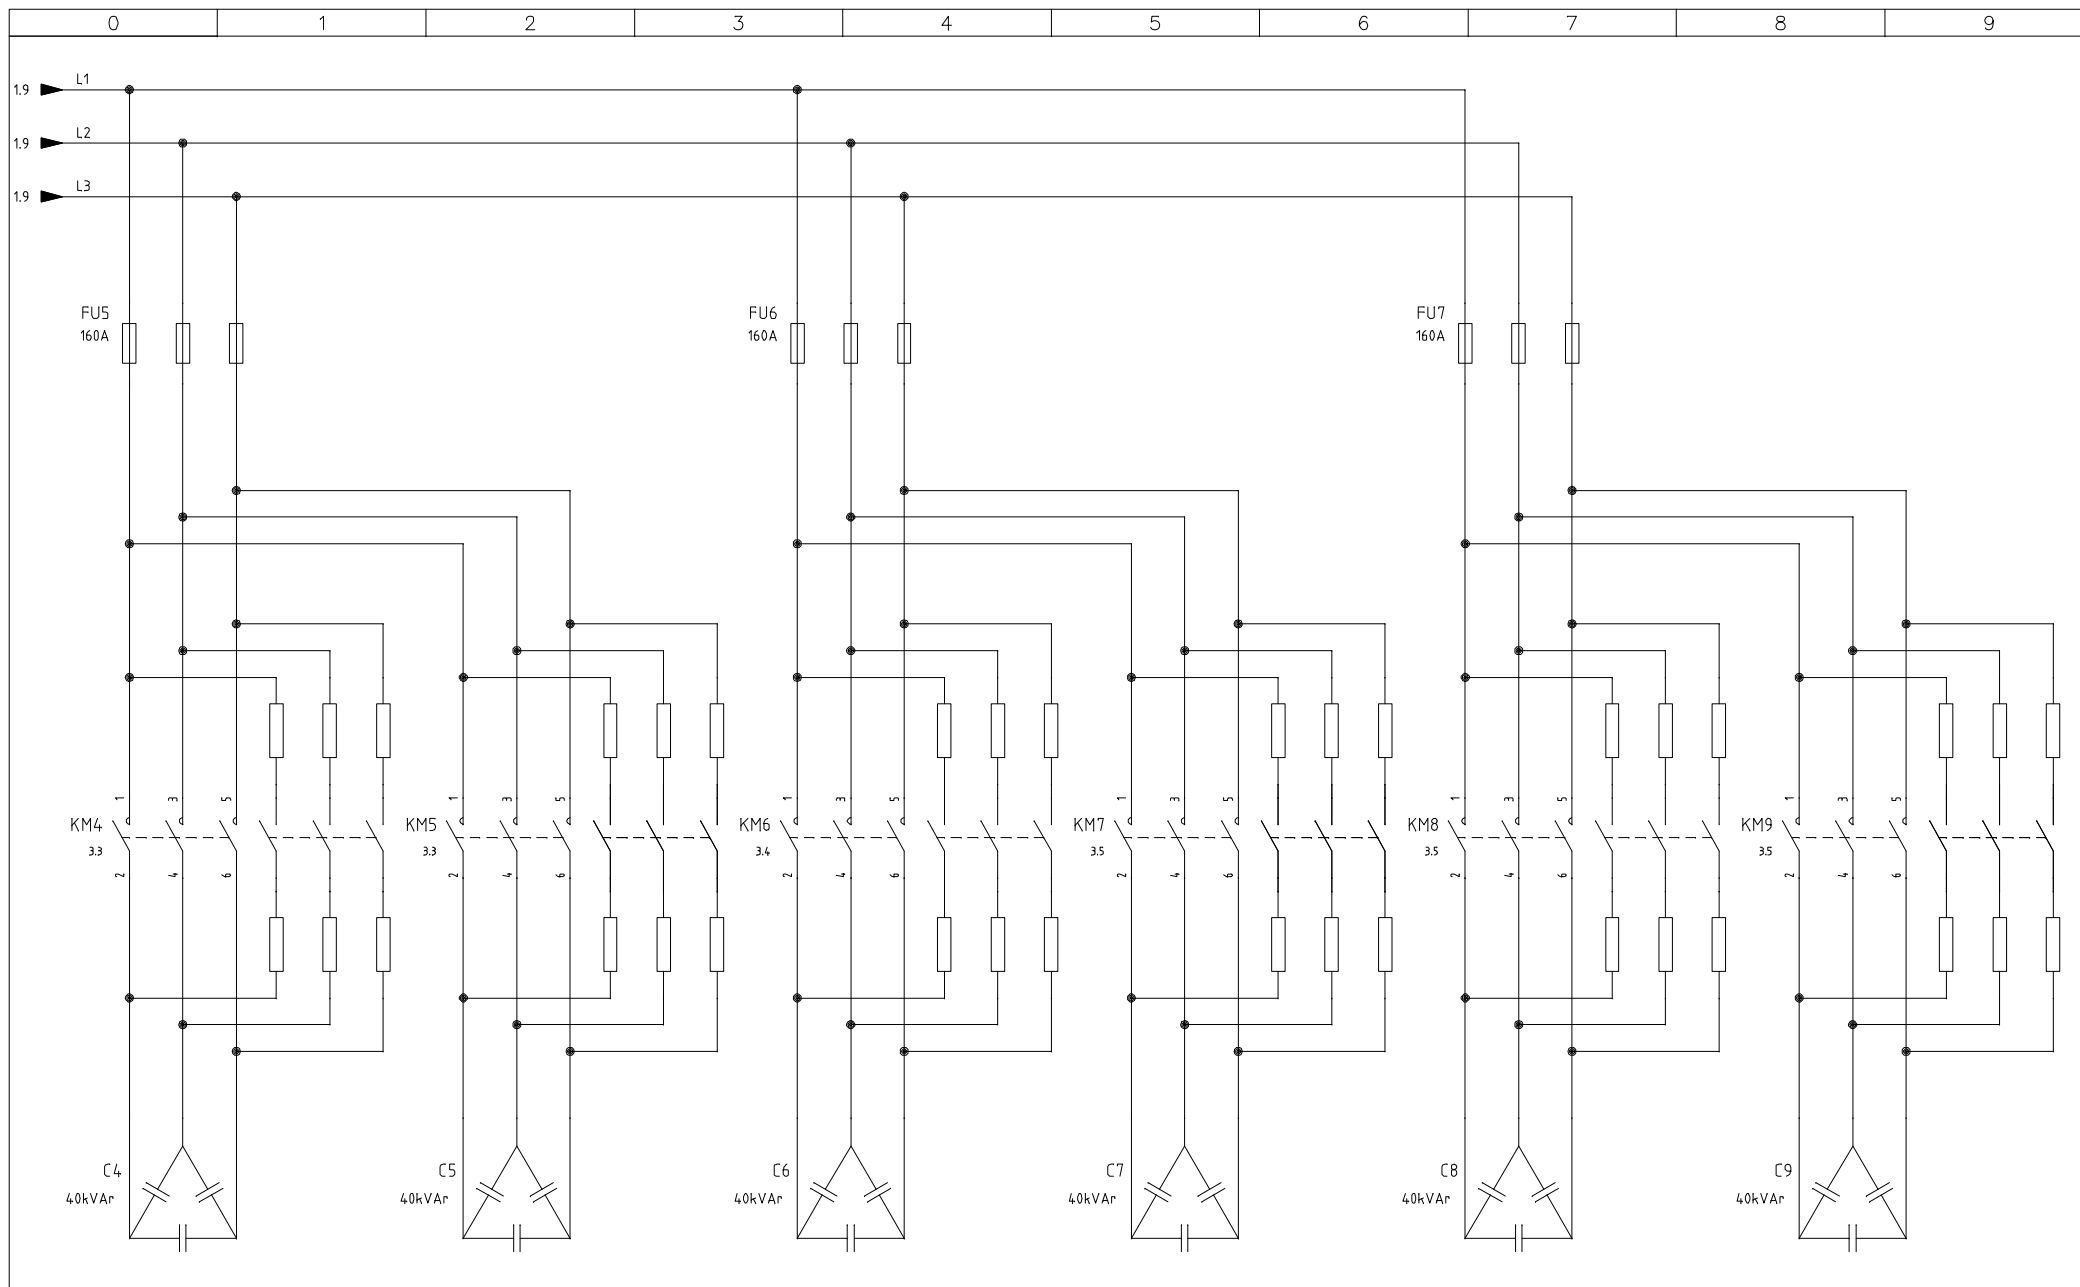 0 1 2 3 4 5 6 7 8 9
L1
1.9
L2
1.9
L3
1.9
FU5 FU6 FU7
160A 160A 160A
1 3 5 1 3 5 1 3 5 1 3 5 1 3 5 1 3 5
KM4 KM5 KM6 KM7 KM8 KM9
3.3 3.3 3.4 3.5 3.5 3.5
2 4 6 2 4 6 2 4 6 2 4 6 2 4 6 2 4 6
C4 C5 C6 C7 C8 C9
40kVAr 40kVAr 40kVAr 40kVAr 40kVAr 40kVAr